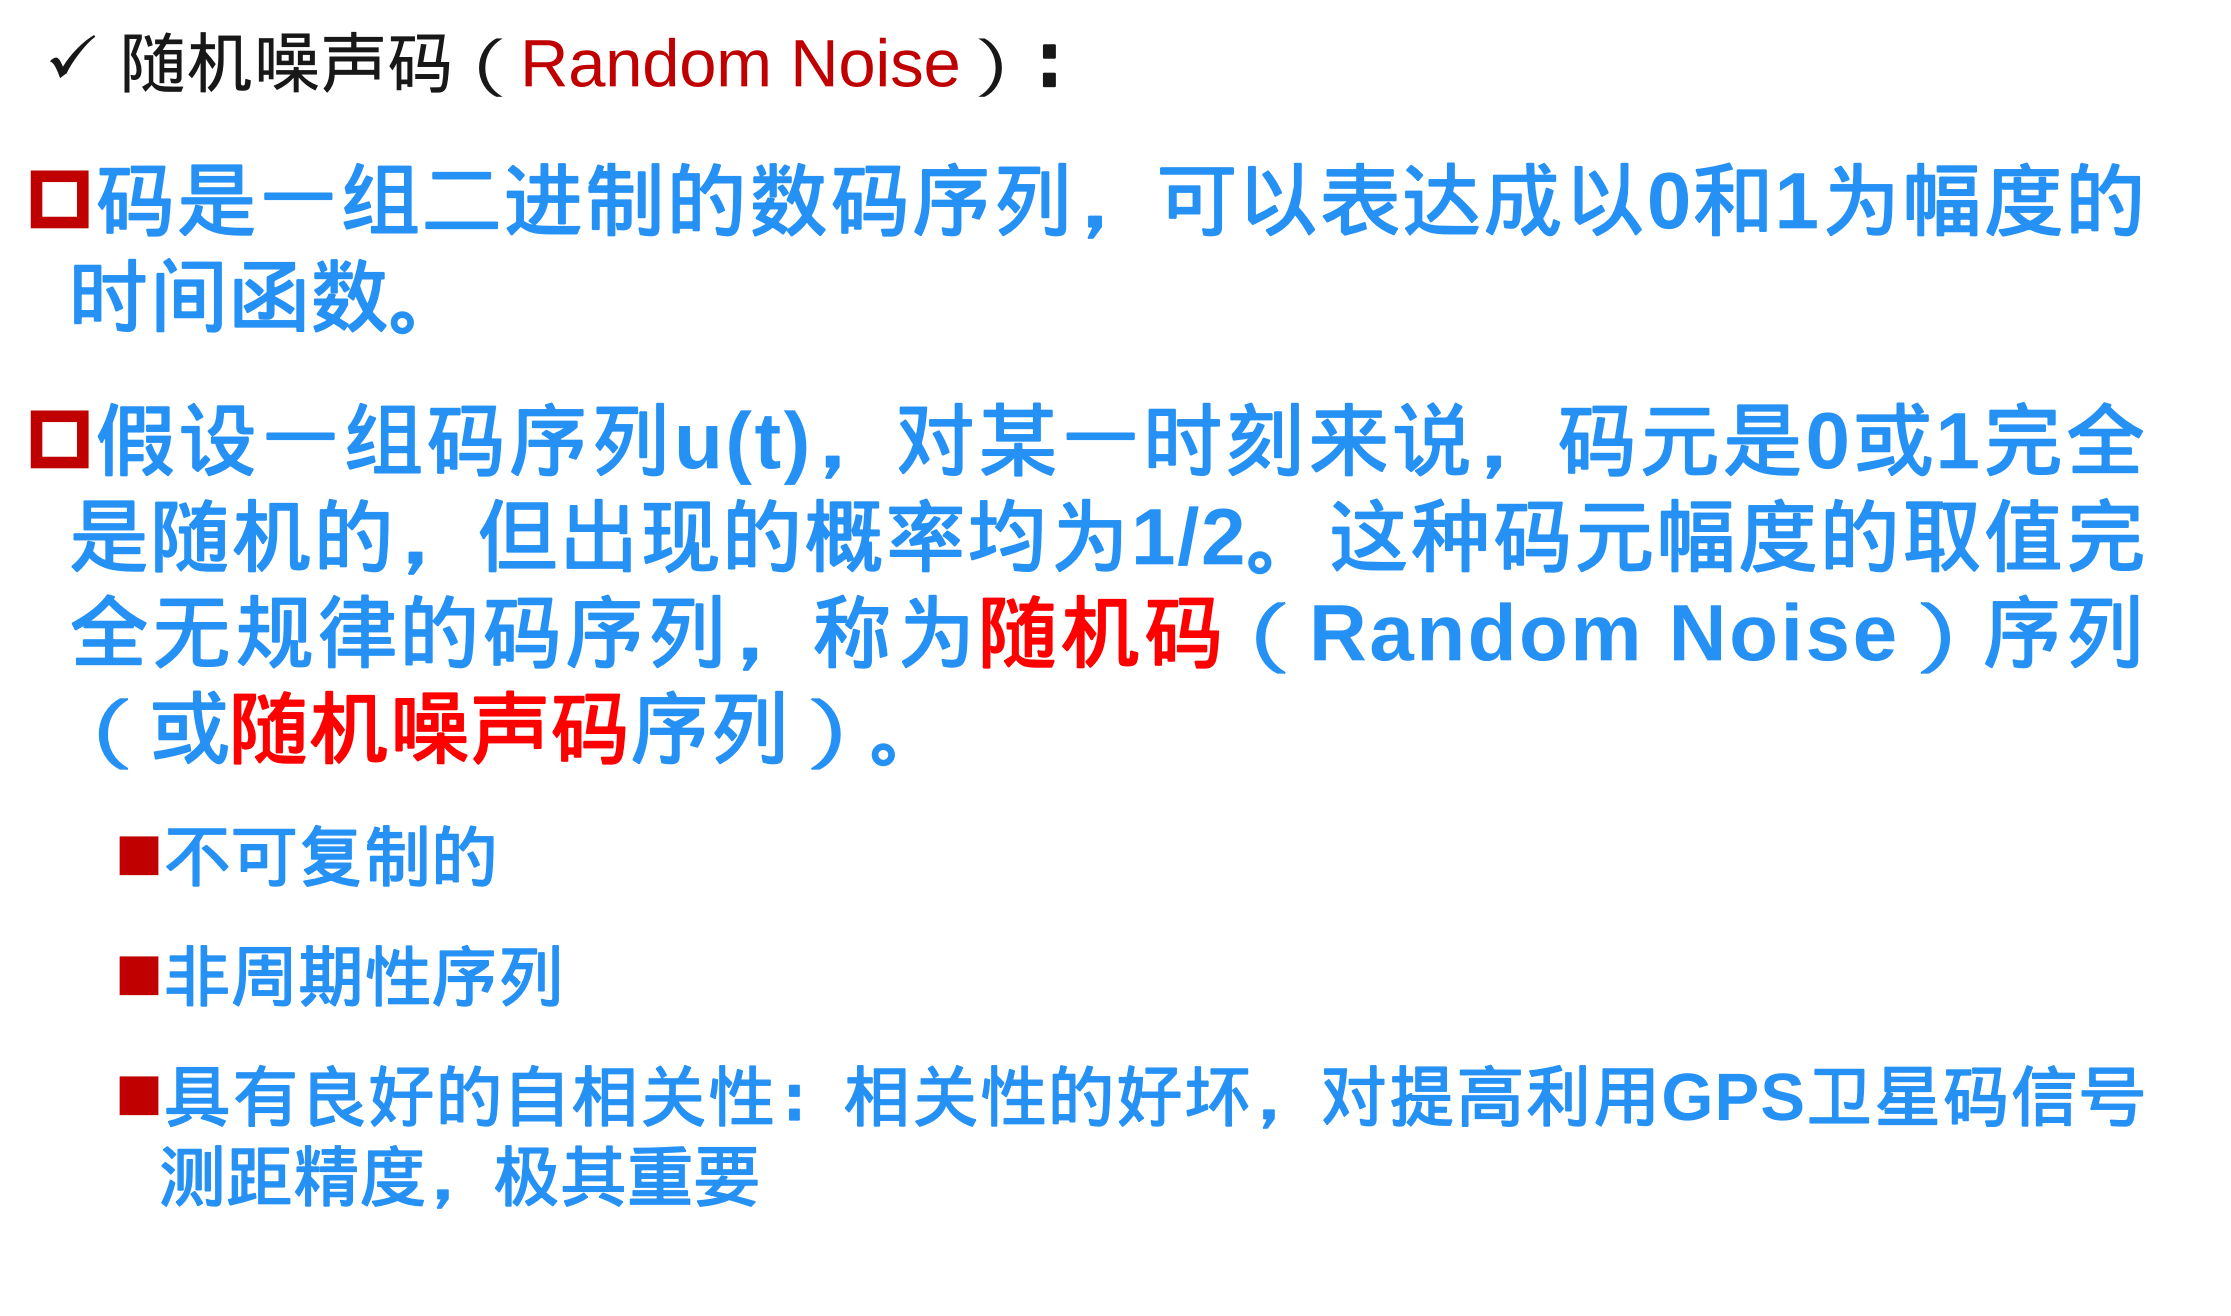 ✓ 随机噪声码（Random Noise）：
码是一组二进制的数码序列，可以表达成以0和1为幅度的
时间函数。
假设一组码序列u(t)，对某一时刻来说，码元是0或1完全
是随机的，但出现的概率均为1/2。这种码元幅度的取值完
全无规律的码序列，称为随机码（Random Noise）序列
（或随机噪声码序列）。
不可复制的
非周期性序列
具有良好的自相关性：相关性的好坏，对提高利用GPS卫星码信号
测距精度，极其重要